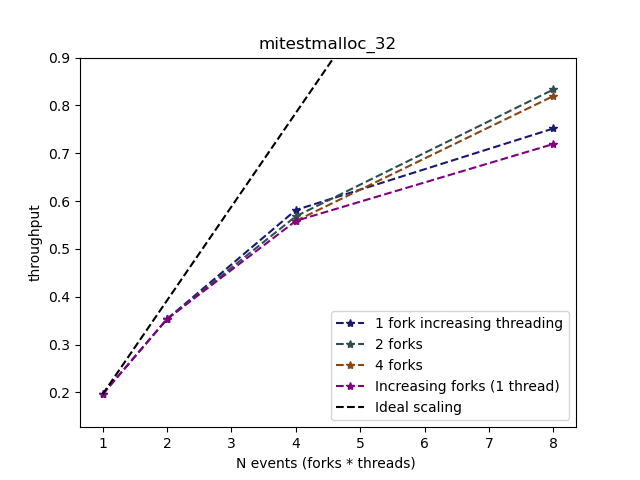 mitestmalloc_32
throughput
0.9
0.8
0.7
0.6
0.5
0.4
0.3
0.2
1 fork increasing threading
2 forks
4 forks
Increasing forks (1 thread)
Ideal scaling
1 2 3 4 5 6 7 8
N events (forks * threads)